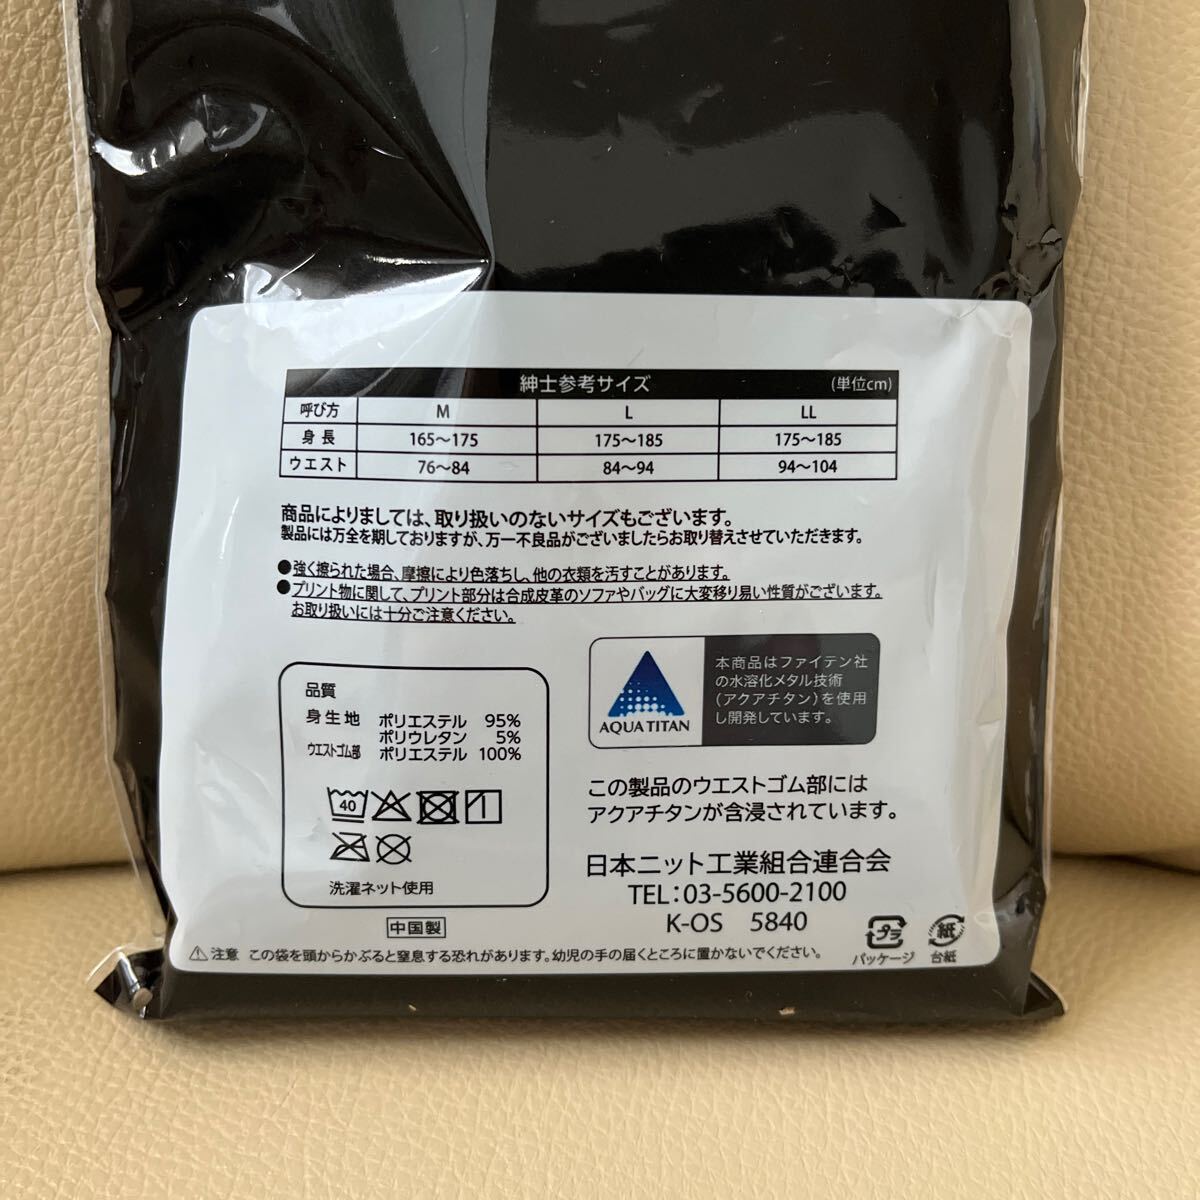 紳士参考サイズ (単位cm)
呼び方 M L LL
身長 165〜175 175〜185 175〜185
ウエスト 76〜84 84〜94 94〜104
商品によりましては、取り扱いのないサイズもございます。
製品には万全を期しておりますが、万一不良品がございましたらお取り替えさせていただきます。
●強く擦られた場合、摩擦により色落ちし、他の衣類を汚すことがあります。
●プリント物に関して、プリント部分は合成皮革のソファやバッグに大変移り易い性質がございます。
お取り扱いには十分ご注意ください。
品質
身生地 ポリエステル 95%
ポリウレタン 5%
ウエストゴム部 ポリエステル 100%
40
洗濯ネット使用
中国製
AQUA TITAN
本商品はファイテン社
の水溶化メタル技術
(アクアチタン)を使用
し開発しています。
この製品のウエストゴム部には
アクアチタンが含浸されています。
日本ニット工業組合連合会
TEL:03-5600-2100
K-OS 5840
プラ
パッケージ
紙
台紙
⚠注意 この袋を頭からかぶると窒息する恐れがあります。幼児の手の届くところに置かないでください。